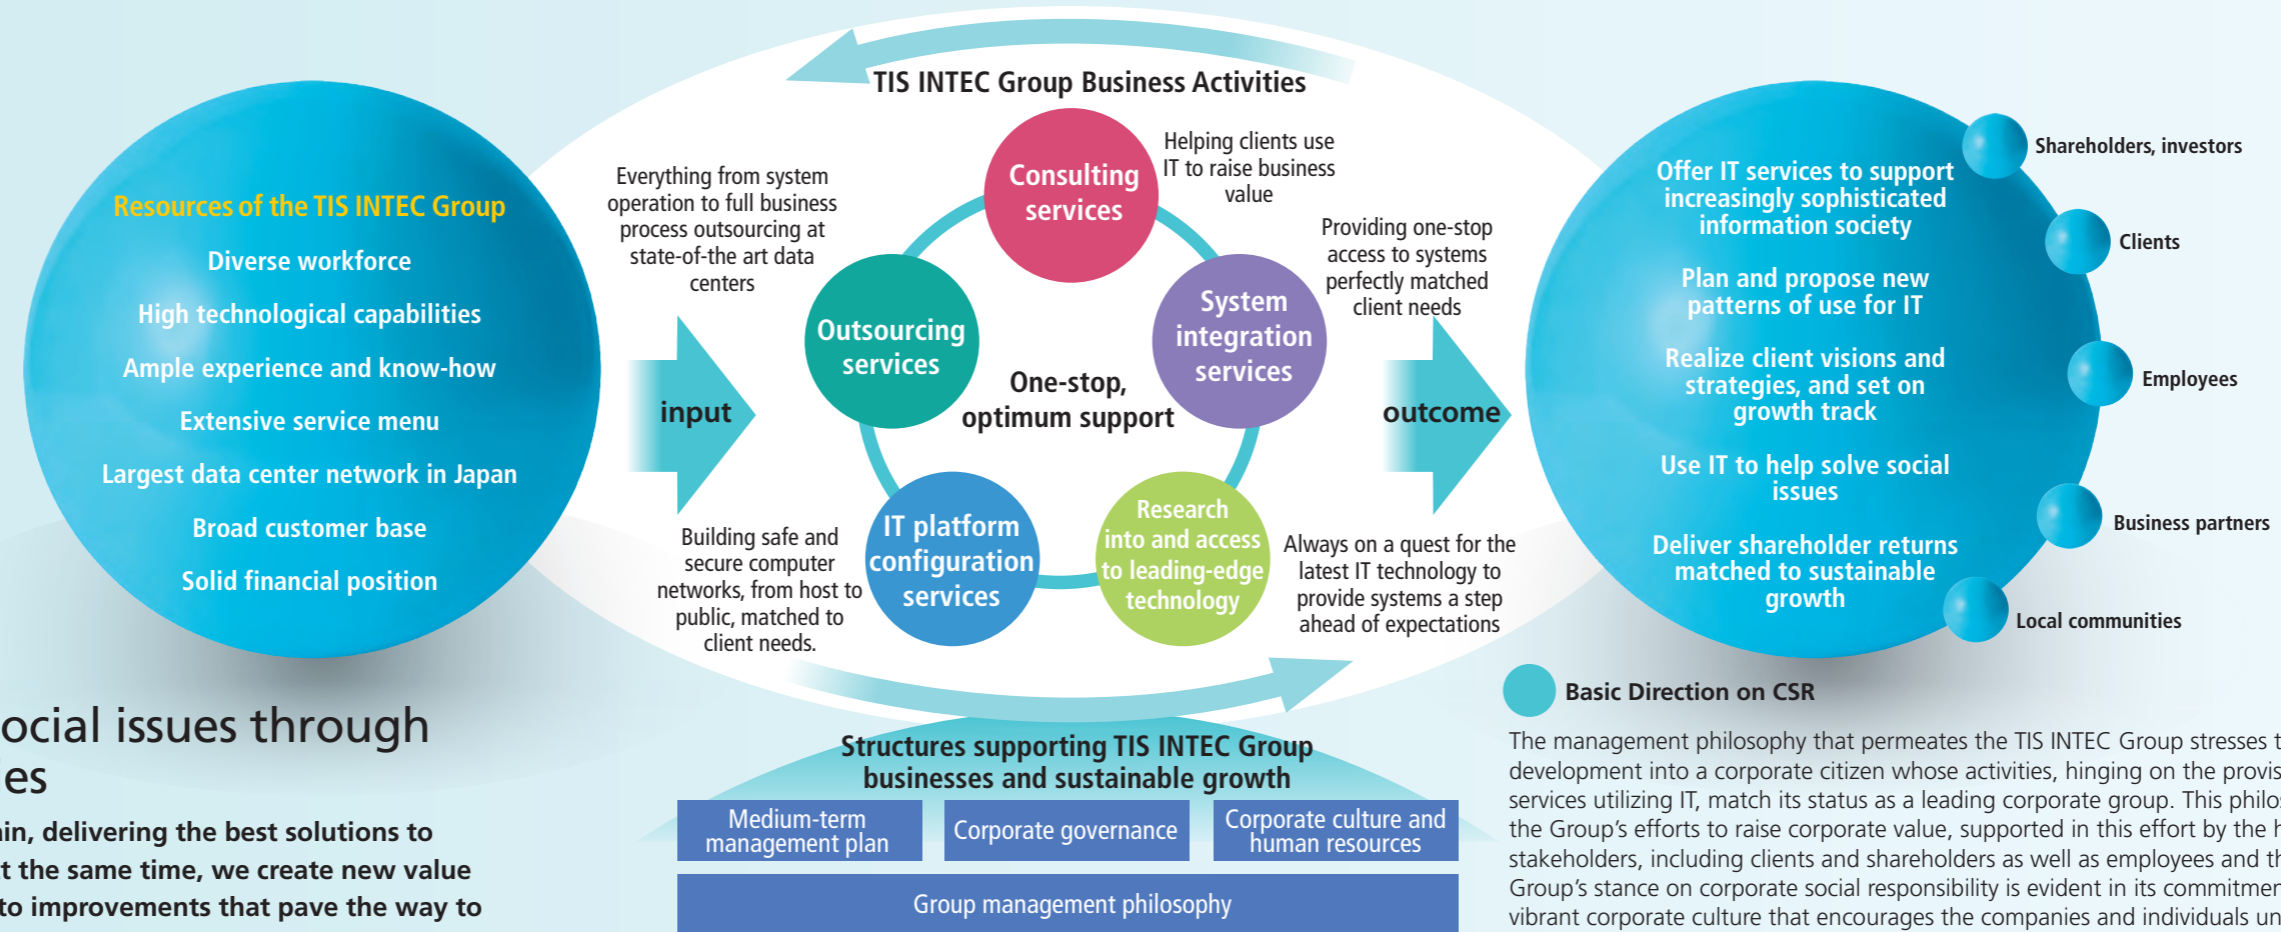 TIS INTEC Group Business Activities
Resources of the TIS INTEC Group
Diverse workforce
High technological capabilities
Ample experience and know-how
Extensive service menu
Largest data center network in Japan
Broad customer base
Solid financial position
input
Everything from system
operation to full business
process outsourcing at
state-of-the art data
centers
Outsourcing
services
Consulting
services
Helping clients use
IT to raise business
value
System
integration
services
Providing one-stop
access to systems
perfectly matched
client needs
One-stop,
optimum support
Building safe and
secure computer
networks, from host to
public, matched to
client needs.
IT platform
configuration
services
Research
into and access
to leading-edge
technology
Always on a quest for the
latest IT technology to
provide systems a step
ahead of expectations
outcome
Offer IT services to support
increasingly sophisticated
information society
Plan and propose new
patterns of use for IT
Realize client visions and
strategies, and set on
growth track
Use IT to help solve social
issues
Deliver shareholder returns
matched to sustainable
growth
Shareholders, investors
Clients
Employees
Business partners
Local communities
ocial issues through
ies
in, delivering the best solutions to
t the same time, we create new value
to improvements that pave the way to
Structures supporting TIS INTEC Group
businesses and sustainable growth
Medium-term
management plan
Corporate governance
Corporate culture and
human resources
Group management philosophy
Basic Direction on CSR
The management philosophy that permeates the TIS INTEC Group stresses t
development into a corporate citizen whose activities, hinging on the provis
services utilizing IT, match its status as a leading corporate group. This philos
the Group's efforts to raise corporate value, supported in this effort by the h
stakeholders, including clients and shareholders as well as employees and th
Group's stance on corporate social responsibility is evident in its commitmen
vibrant corporate culture that encourages the companies and individuals un